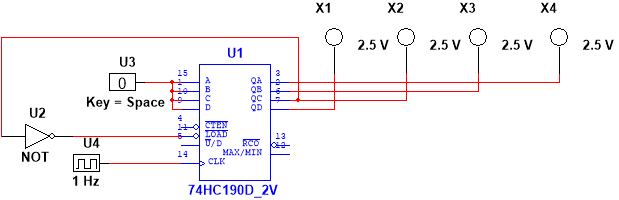 X1 X2 X3 X4
2.5 V 2.5 V 2.5 V 2.5 V
U3
0
Key = Space
U1
15 A QA 3
1 B QB 2
10 C QC 6
9 D QD 7
U2
NOT
4 CTEN
11 LOAD
5 U/D RCO 13
MAX/MIN 12
U4
14 CLK
1 Hz
74HC190D_2V